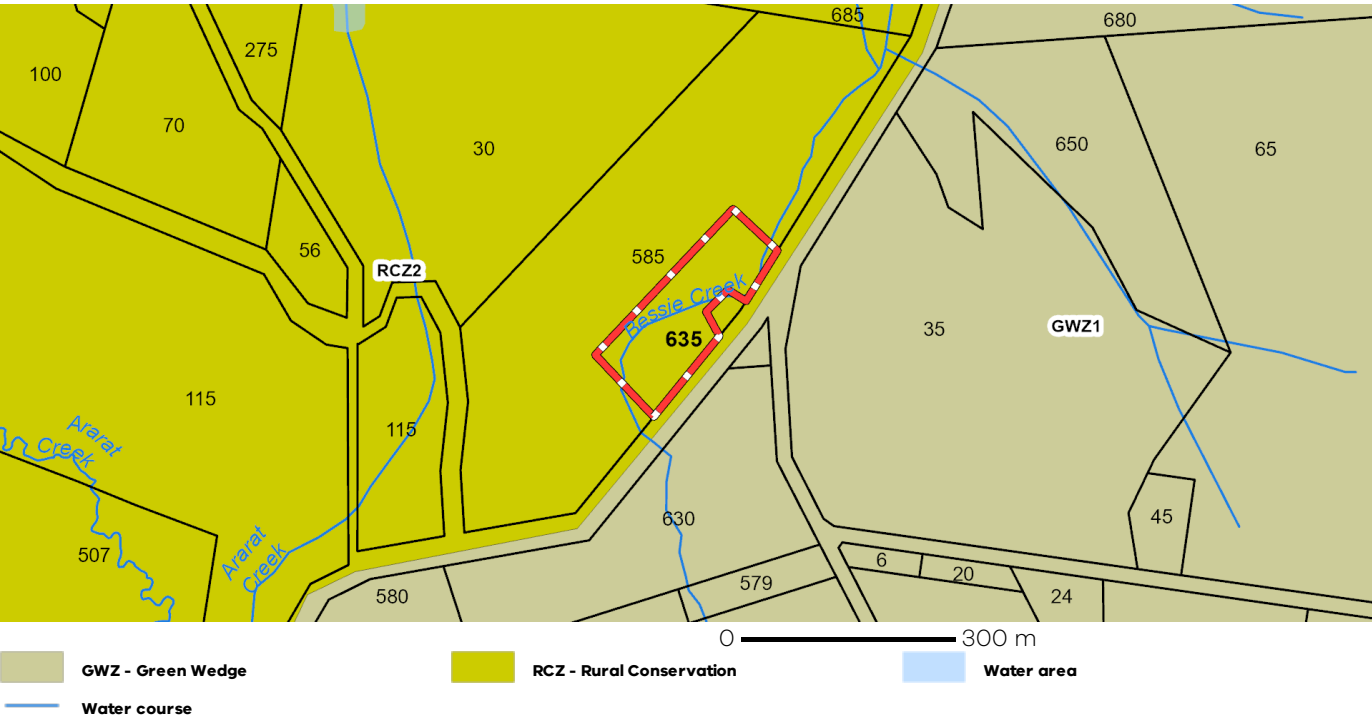 685
680
275
100
70
30
650
65
56
585
RCZ2
Bessie Creek
635
35
GWZ1
115
115
Ararat
Creek
630
45
507
Ararat
Creek
6
20
579
580
24
0 300 m
GWZ - Green Wedge
RCZ - Rural Conservation
Water area
Water course